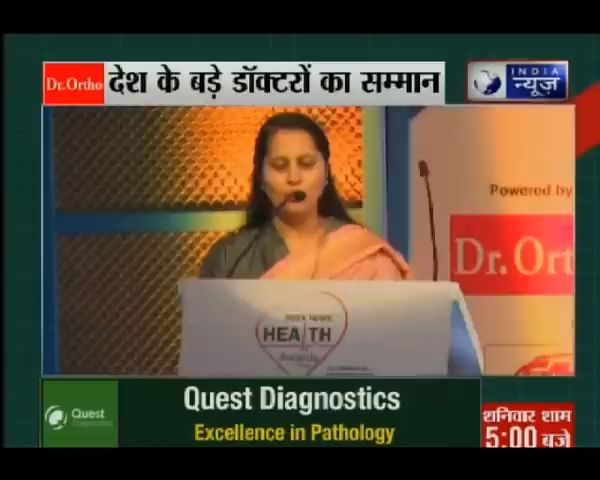 Dr. Ortho देश के बड़े डॉक्टरों का सम्मान
INDIA
न्यूज़
Powered by
Dr. Ort
HEALTH
Awards
Quest
Quest Diagnostics
Excellence in Pathology
शनिवार शाम
5:00 बजे